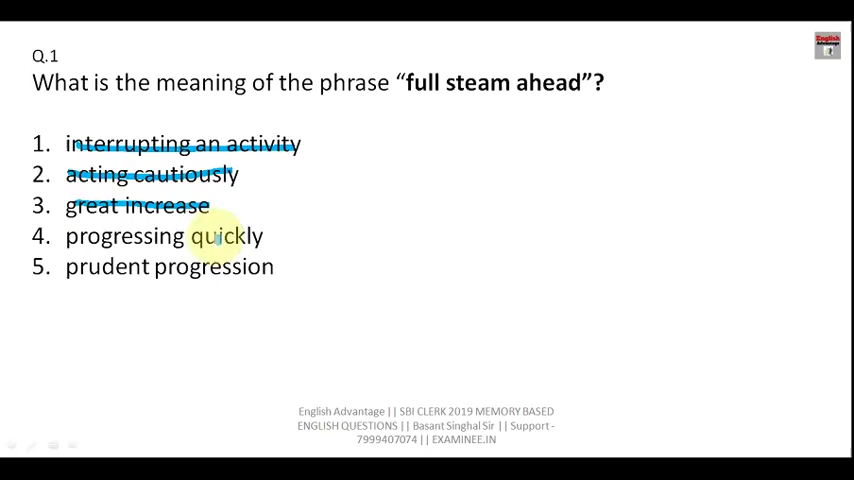 English
Advantage
Q.1
What is the meaning of the phrase “full steam ahead”?
1. interrupting an activity
2. acting cautiously
3. great increase
4. progressing quickly
5. prudent progression
English Advantage || SBI CLERK 2019 MEMORY BASED
ENGLISH QUESTIONS || Basant Singhal Sir || Support -
7999407074 || EXAMINEE.IN